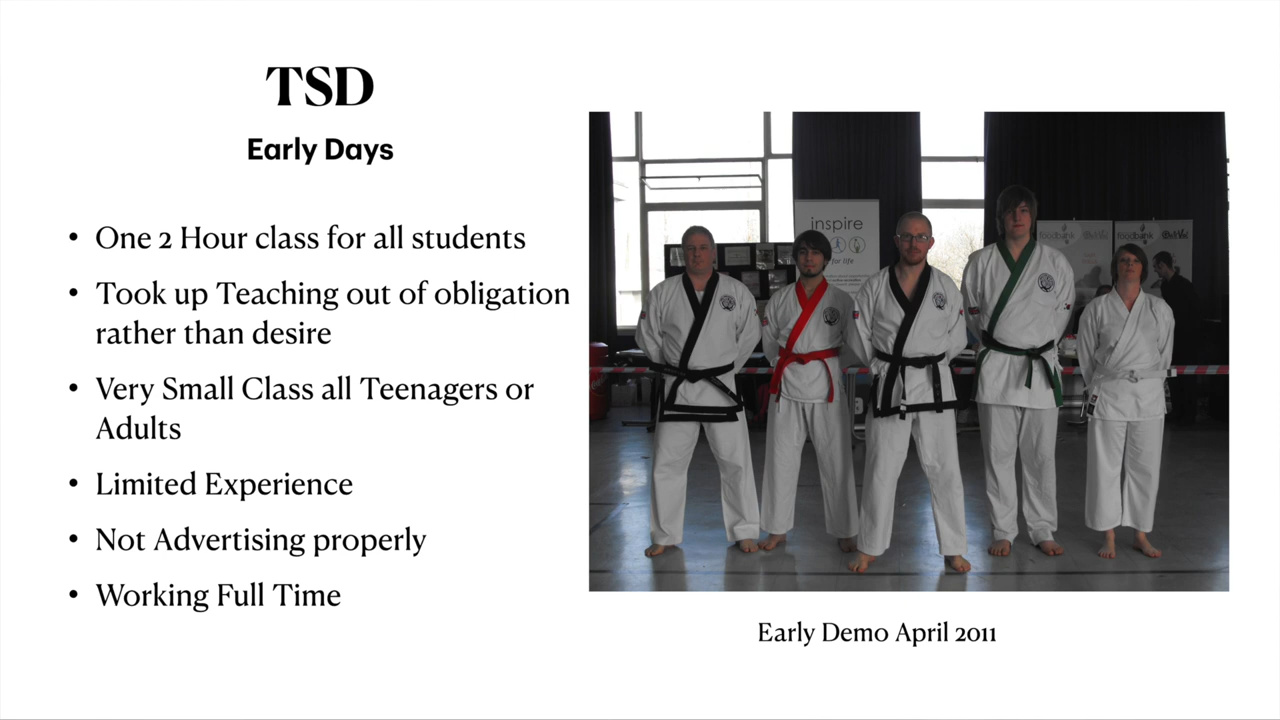 TSD
Early Days
• One 2 Hour class for all students
• Took up Teaching out of obligation
rather than desire
• Very Small Class all Teenagers or
Adults
• Limited Experience
• Not Advertising properly
• Working Full Time
inspire
for life
foodbank
foodbank
Early Demo April 2011